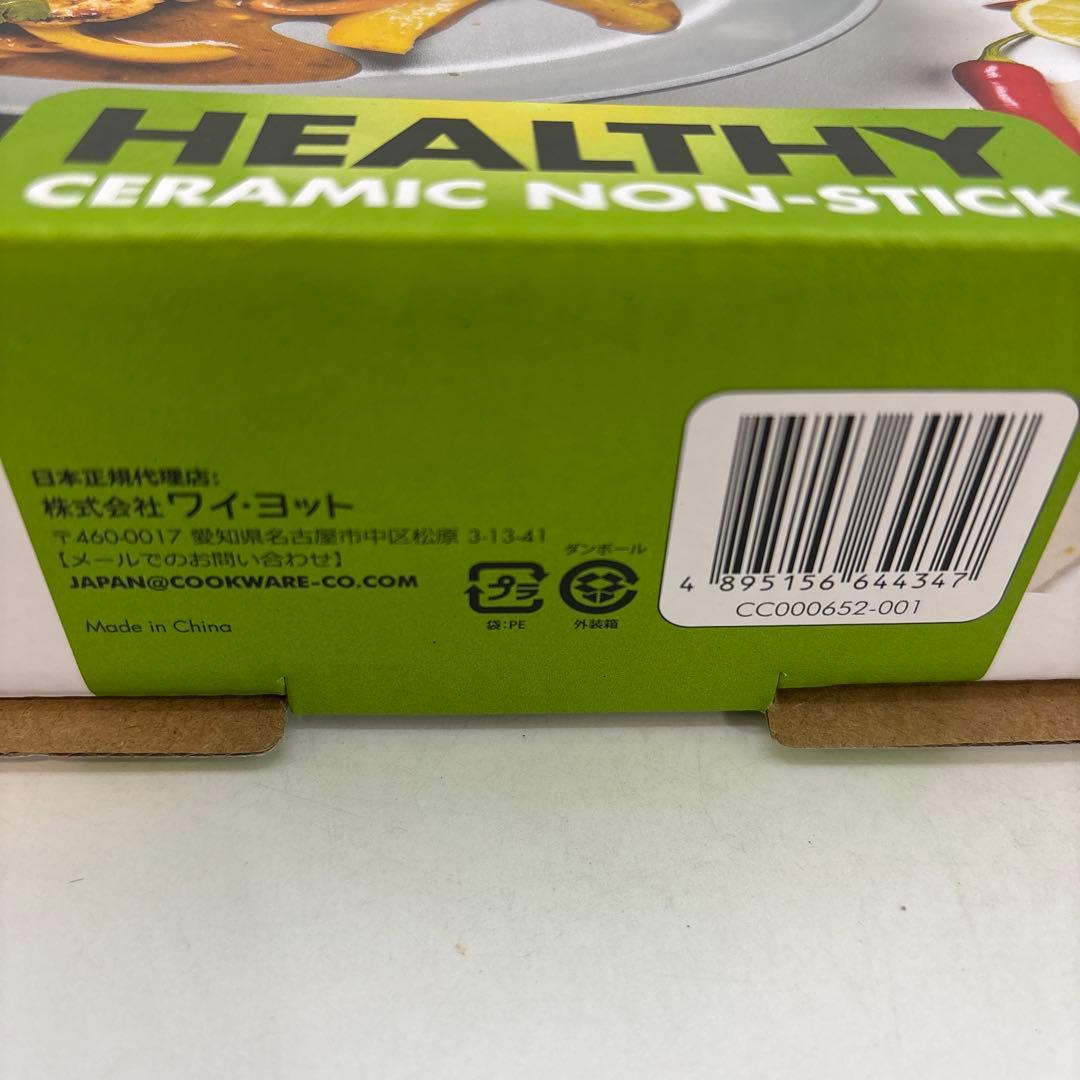 HEALTHY
CERAMIC NON-STICK
日本正規代理店:
株式会社ワイ・ヨット
〒460-0017 愛知県名古屋市中区松原 3-13-41
【メールでのお問い合わせ】
JAPAN@COOKWARE-CO.COM
Made in China
プラ
袋:PE
ダンボール
外装箱
4 895156 644347
CC000652-001